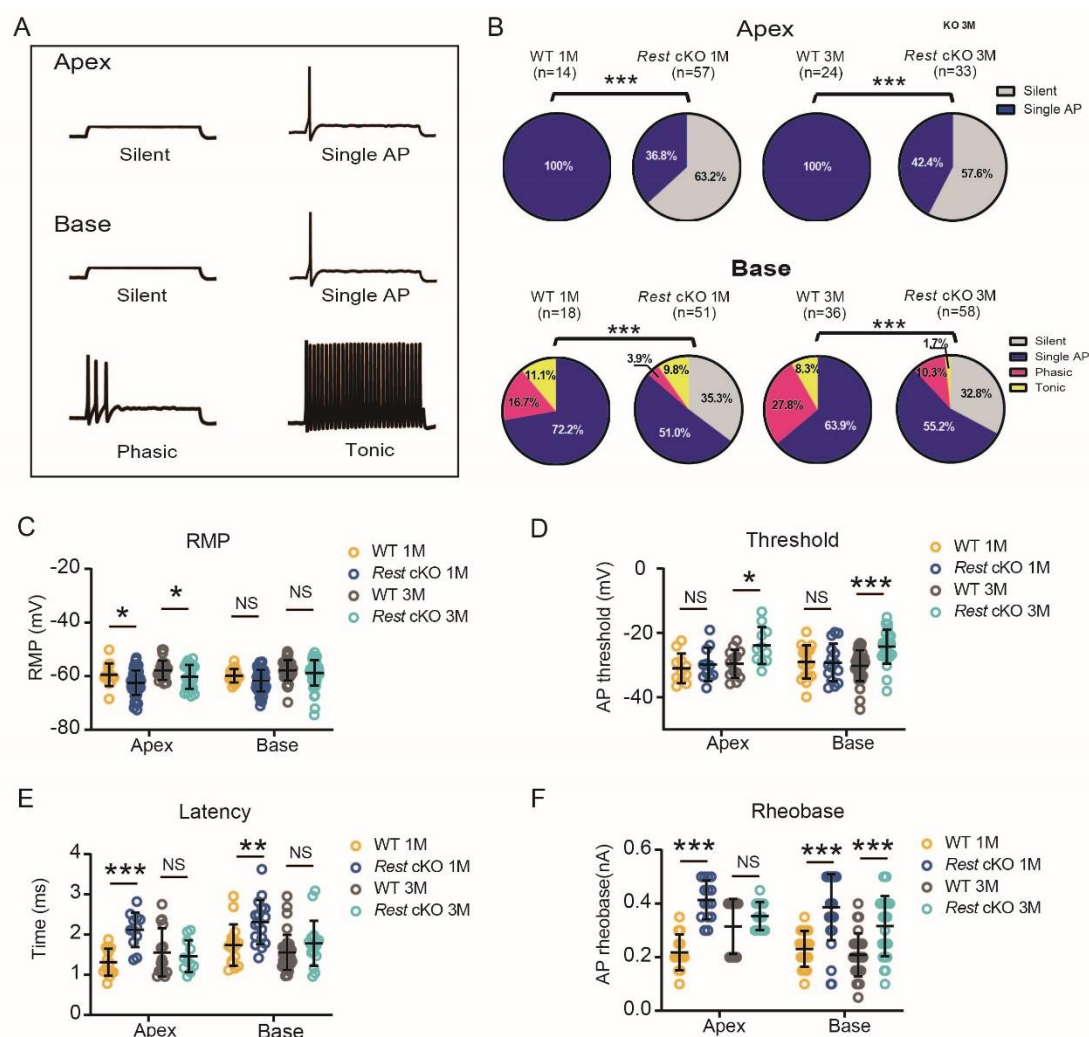 A
Apex
Silent
Single AP
Base
Silent
Single AP
Phasic
Tonic
B
Apex
KO 3M
WT 1M
(n=14)
***
Rest cKO 1M
(n=57)
WT 3M
(n=24)
***
Rest cKO 3M
(n=33)
Silent
Single AP
100%
36.8%
63.2%
100%
42.4%
57.6%
Base
WT 1M
(n=18)
***
Rest cKO 1M
(n=51)
WT 3M
(n=36)
***
Rest cKO 3M
(n=58)
Silent
Single AP
Phasic
Tonic
11.1%
16.7%
72.2%
3.9%
9.8%
35.3%
51.0%
8.3%
27.8%
63.9%
1.7%
10.3%
32.8%
55.2%
C
RMP
RMP (mV)
-20
-40
-60
-80
* * NS NS
Apex Base
WT 1M
Rest cKO 1M
WT 3M
Rest cKO 3M
D
Threshold
AP threshold (mV)
0
-20
-40
NS * NS ***
Apex Base
WT 1M
Rest cKO 1M
WT 3M
Rest cKO 3M
E
Latency
Time (ms)
4
3
2
1
0
*** NS ** NS
Apex Base
WT 1M
Rest cKO 1M
WT 3M
Rest cKO 3M
F
Rheobase
AP rheobase(nA)
0.6
0.4
0.2
0.0
*** NS *** ***
Apex Base
WT 1M
Rest cKO 1M
WT 3M
Rest cKO 3M